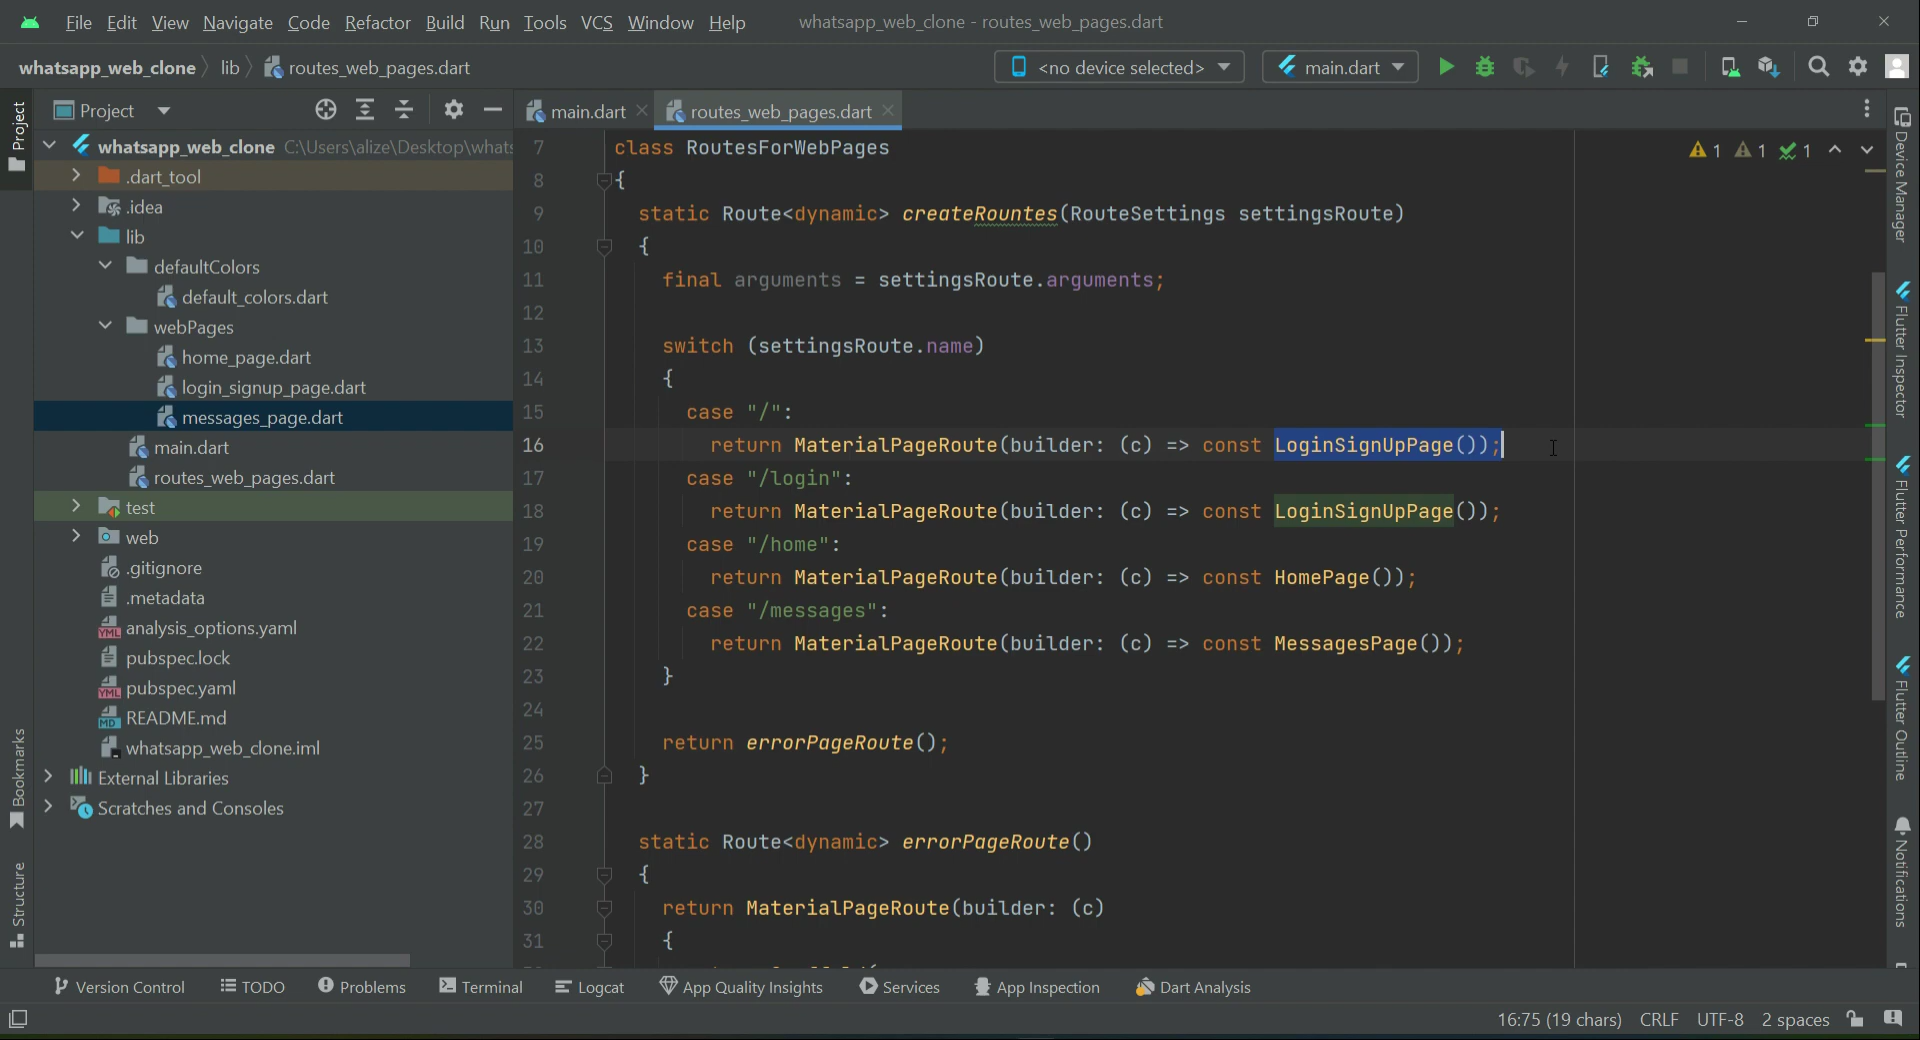 File Edit View Navigate Code Refactor Build Run Tools VCS Window Help whatsapp_web_clone - routes_web_pages.dart
whatsapp_web_clone lib routes_web_pages.dart <no device selected> main.dart
Project main.dart routes_web_pages.dart
whatsapp_web_clone C:\Users\alize\Desktop\whats
.dart_tool
.idea
lib
defaultColors
default_colors.dart
webPages
home_page.dart
login_signup_page.dart
messages_page.dart
main.dart
routes_web_pages.dart
test
web
.gitignore
.metadata
analysis_options.yaml
pubspec.lock
pubspec.yaml
README.md
whatsapp_web_clone.iml
External Libraries
Scratches and Consoles
7 class RoutesForWebPages
8 {
9 static Route<dynamic> createRountes(RouteSettings settingsRoute)
10 {
11 final arguments = settingsRoute.arguments;
12
13 switch (settingsRoute.name)
14 {
15 case "/":
16 return MaterialPageRoute(builder: (c) => const LoginSignUpPage());
17 case "/login":
18 return MaterialPageRoute(builder: (c) => const LoginSignUpPage());
19 case "/home":
20 return MaterialPageRoute(builder: (c) => const HomePage());
21 case "/messages":
22 return MaterialPageRoute(builder: (c) => const MessagesPage());
23 }
24
25 return errorPageRoute();
26 }
27
28 static Route<dynamic> errorPageRoute()
29 {
30 return MaterialPageRoute(builder: (c)
31 {
1 1 1
Project
Bookmarks
Structure
Device Manager
Flutter Inspector
Flutter Performance
Flutter Outline
Notifications
Version Control TODO Problems Terminal Logcat App Quality Insights Services App Inspection Dart Analysis
16:75 (19 chars) CRLF UTF-8 2 spaces